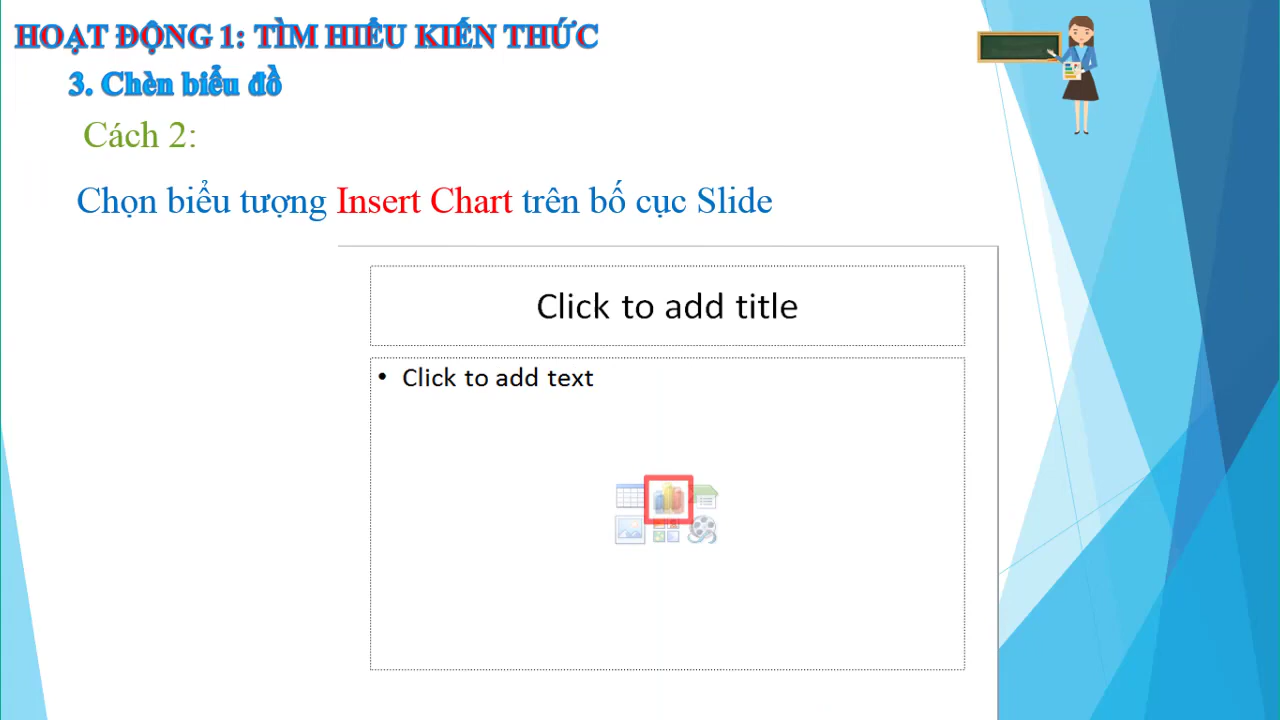 HOẠT ĐỘNG 1: TÌM HIỂU KIẾN THỨC
3. Chèn biểu đồ
Cách 2:
Chọn biểu tượng Insert Chart trên bố cục Slide
Click to add title
• Click to add text